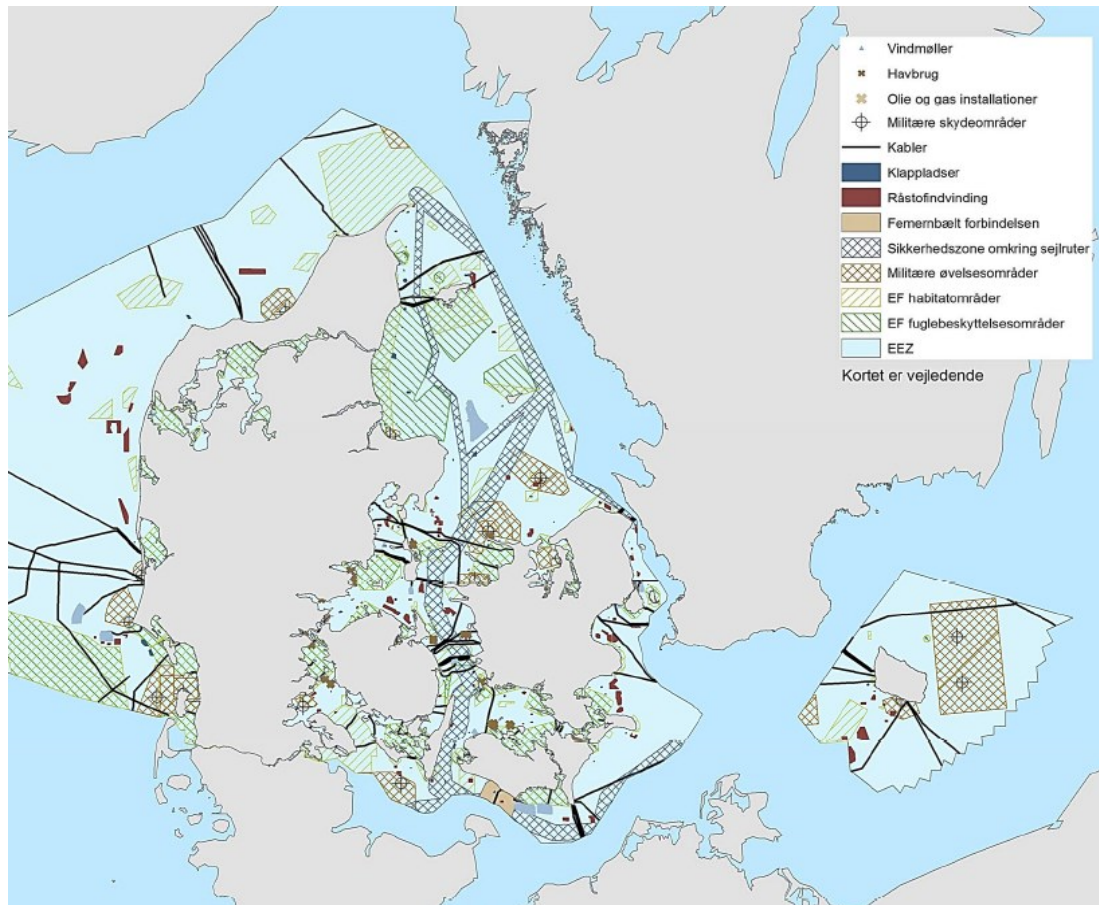 Vindmøller
Havbrug
Olie og gas installationer
Militære skydeområder
Kabler
Klappladser
Råstofindvinding
Femernbælt forbindelsen
Sikkerhedszone omkring sejlruter
Militære øvelsesområder
EF habitatområder
EF fuglebeskyttelsesområder
EEZ
Kortet er vejledende